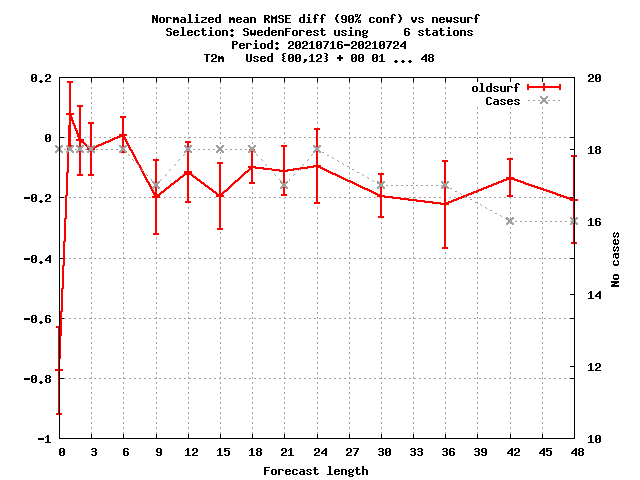 Normalized mean RMSE diff (90% conf) vs newsurf
Selection: SwedenForest using     6 stations
Period: 20210716-20210724
T2m   Used {00,12} + 00 01 ... 48
oldsurf
Cases
0.2
0
-0.2
-0.4
-0.6
-0.8
-1
20
18
16
14
12
10
No cases
0 3 6 9 12 15 18 21 24 27 30 33 36 39 42 45 48
Forecast length